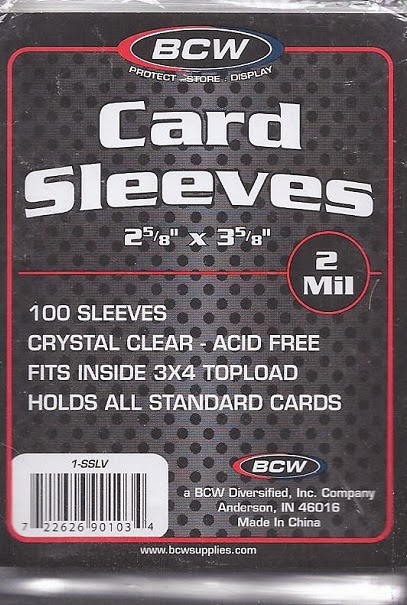 BCW
PROTECT - STORE - DISPLAY
Card
Sleeves
2⅝" x 3⅝"
2
Mil
100 SLEEVES
CRYSTAL CLEAR - ACID FREE
FITS INSIDE 3X4 TOPLOAD
HOLDS ALL STANDARD CARDS
1-SSLV
7 22626 90103 4
BCW
a BCW Diversified, Inc. Company
Anderson, IN 46016
Made In China
www.bcwsupplies.com